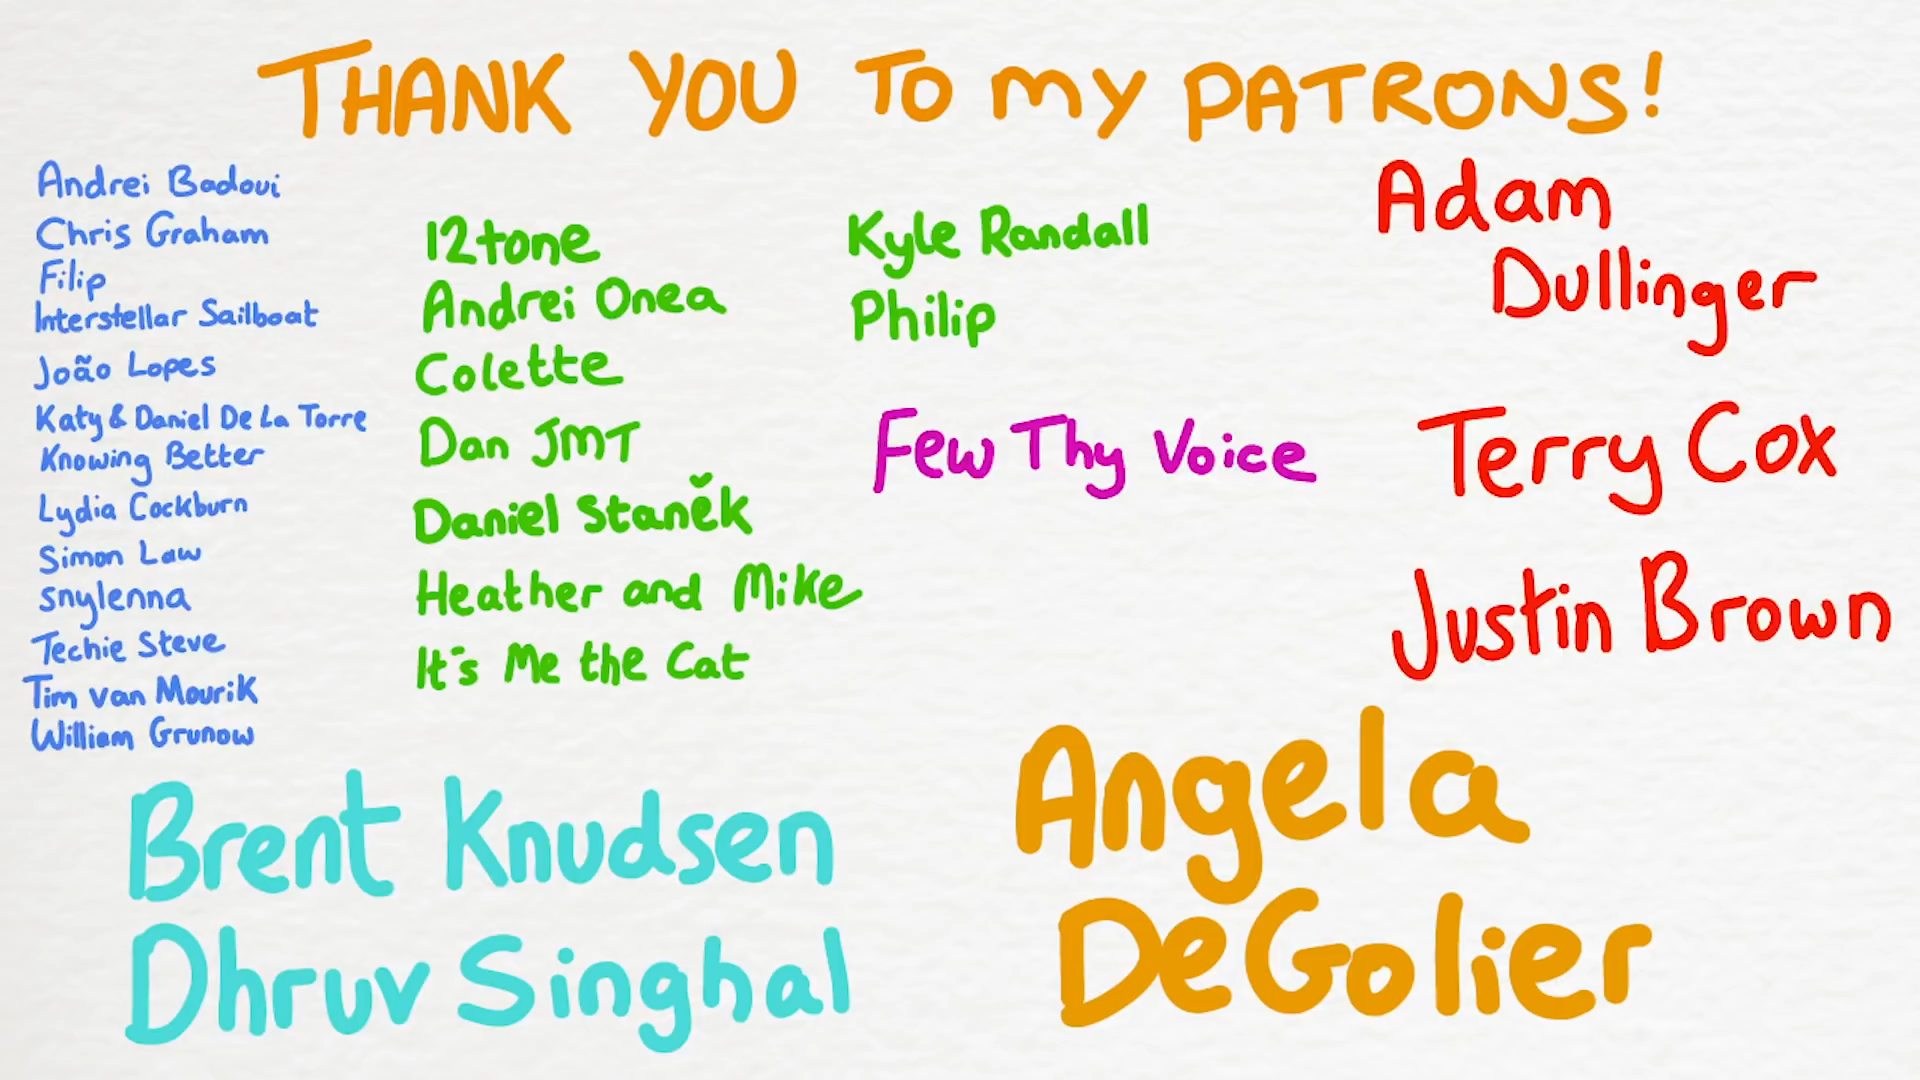 THANK YOU TO MY PATRONS!
Andrei Badoui
Chris Graham
Filip
Interstellar Sailboat
João Lopes
Katy & Daniel De La Torre
Knowing Better
Lydia Cockburn
Simon Law
snylenna
Techie Steve
Tim van Mourik
William Grunow
12tone
Andrei Onea
Colette
Dan JMT
Daniel Staněk
Heather and Mike
It's Me the Cat
Kyle Randall
Philip
Few Thy Voice
Adam
Dullinger
Terry Cox
Justin Brown
Brent Knudsen
Dhruv Singhal
Angela
DeGolier